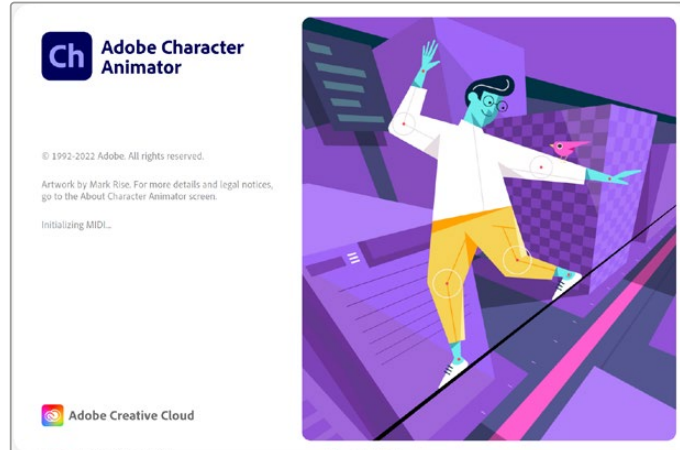 Ch
Adobe Character
Animator
© 1992-2022 Adobe. All rights reserved.
Artwork by Mark Rise. For more details and legal notices,
go to the About Character Animator screen.
Initializing MIDI...
Adobe Creative Cloud